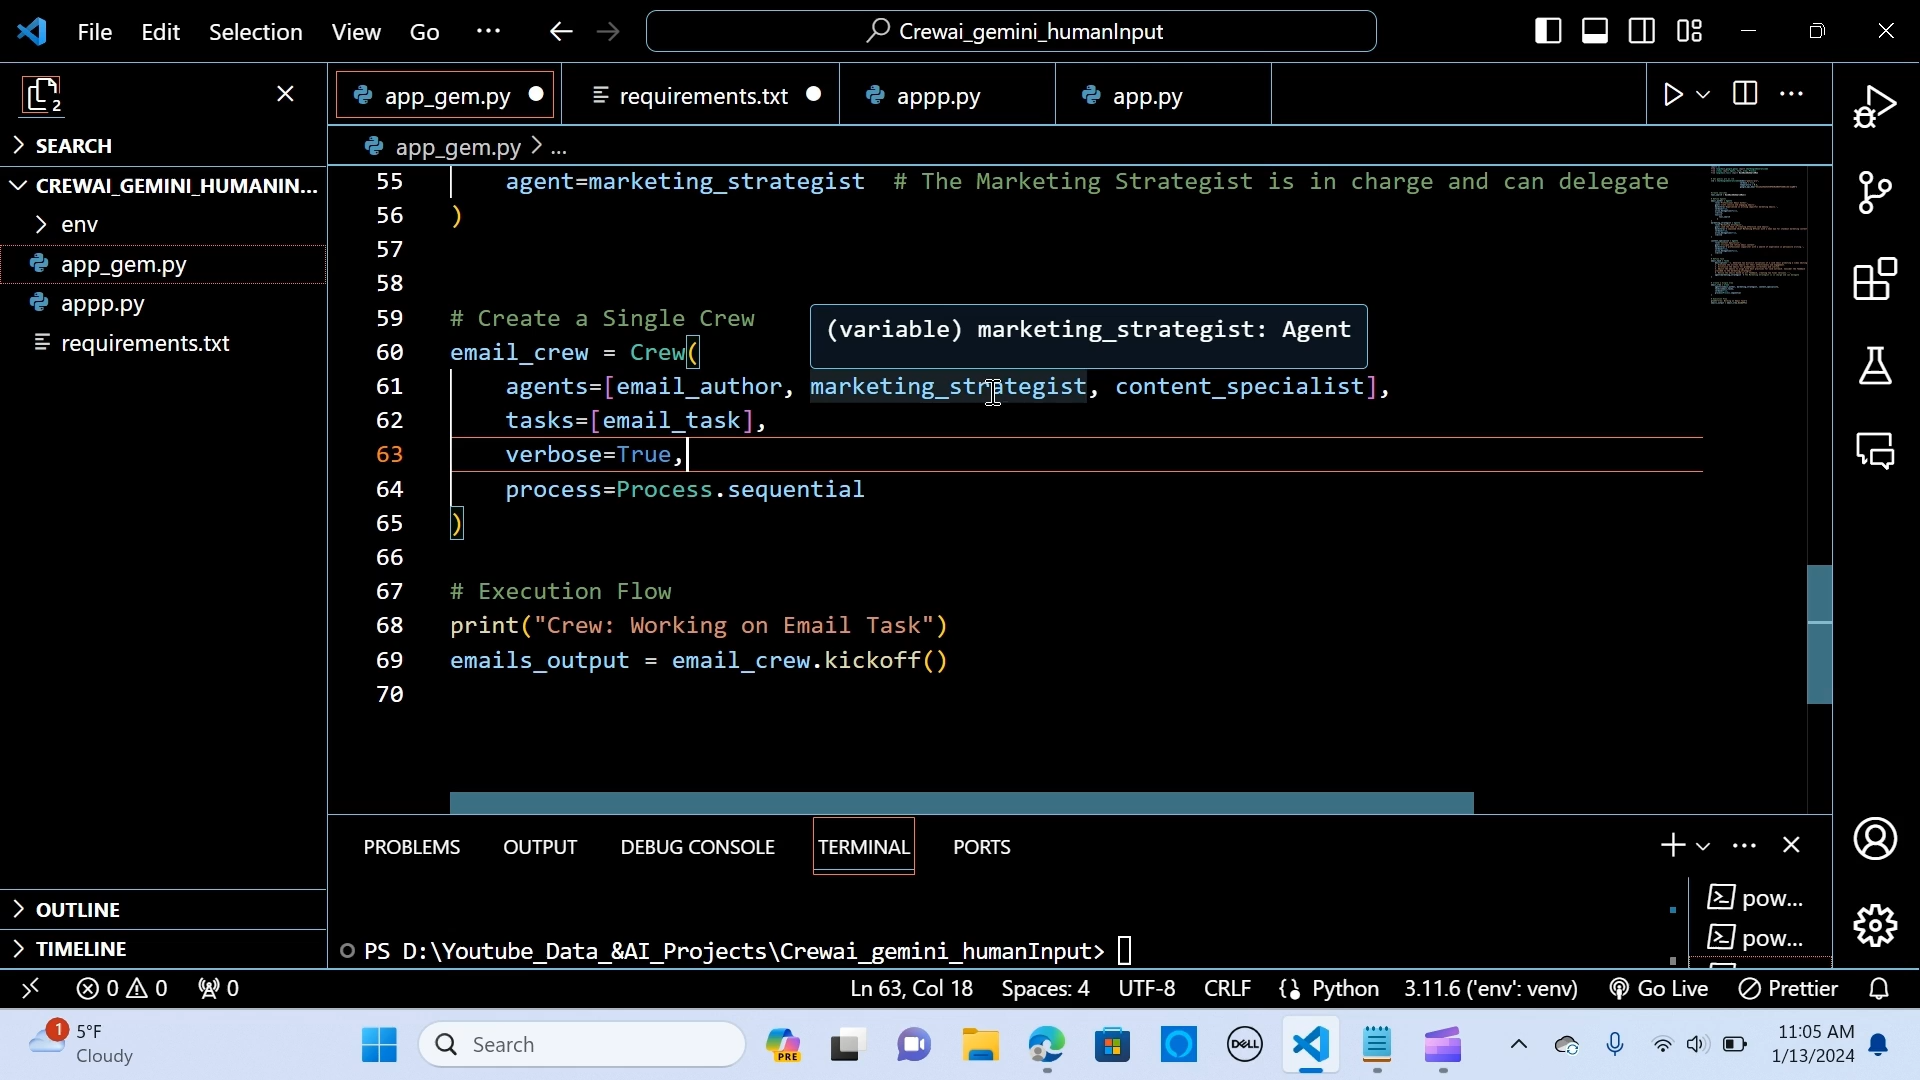 File Edit Selection View Go ... Crewai_gemini_humanInput
2
SEARCH
CREWAI_GEMINI_HUMANIN...
env
app_gem.py
appp.py
requirements.txt
OUTLINE
TIMELINE
app_gem.py requirements.txt appp.py app.py
app_gem.py > ...
55 agent=marketing_strategist # The Marketing Strategist is in charge and can delegate
56 )
57
58
59 # Create a Single Crew
(variable) marketing_strategist: Agent
60 email_crew = Crew(
61 agents=[email_author, marketing_strategist, content_specialist],
62 tasks=[email_task],
63 verbose=True,
64 process=Process.sequential
65 )
66
67 # Execution Flow
68 print("Crew: Working on Email Task")
69 emails_output = email_crew.kickoff()
70
PROBLEMS OUTPUT DEBUG CONSOLE TERMINAL PORTS
pow...
pow...
PS D:\Youtube_Data_&AI_Projects\Crewai_gemini_humanInput>
0 0 0 Ln 63, Col 18 Spaces: 4 UTF-8 CRLF Python 3.11.6 ('env': venv) Go Live Prettier
1 5°F
Cloudy
Search
PRE
DELL
11:05 AM
1/13/2024